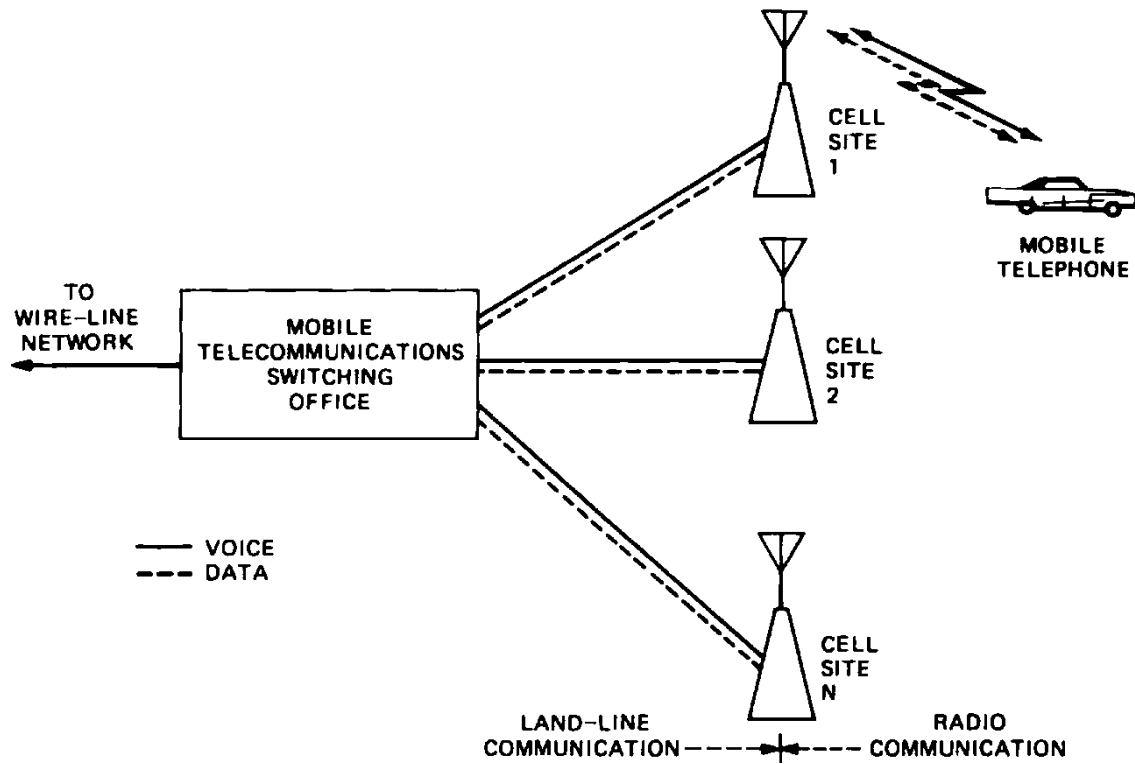 CELL
SITE
1
MOBILE
TELEPHONE
TO
WIRE-LINE
NETWORK
MOBILE
TELECOMMUNICATIONS
SWITCHING
OFFICE
CELL
SITE
2
VOICE
DATA
CELL
SITE
N
LAND-LINE
COMMUNICATION
RADIO
COMMUNICATION